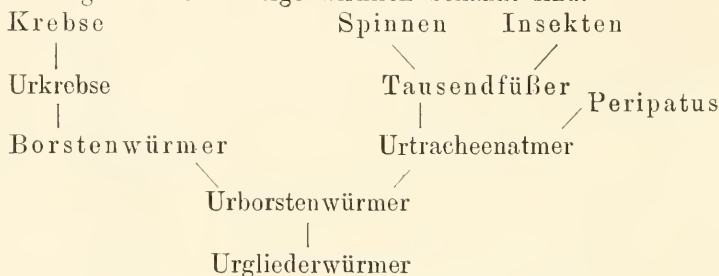 Krebse Spinnen Insekten
Urkrebse Tausendfüßer
Peripatus
Borstenwürmer Urtracheenatmer
Urborstenwürmer
Urgliederwürmer